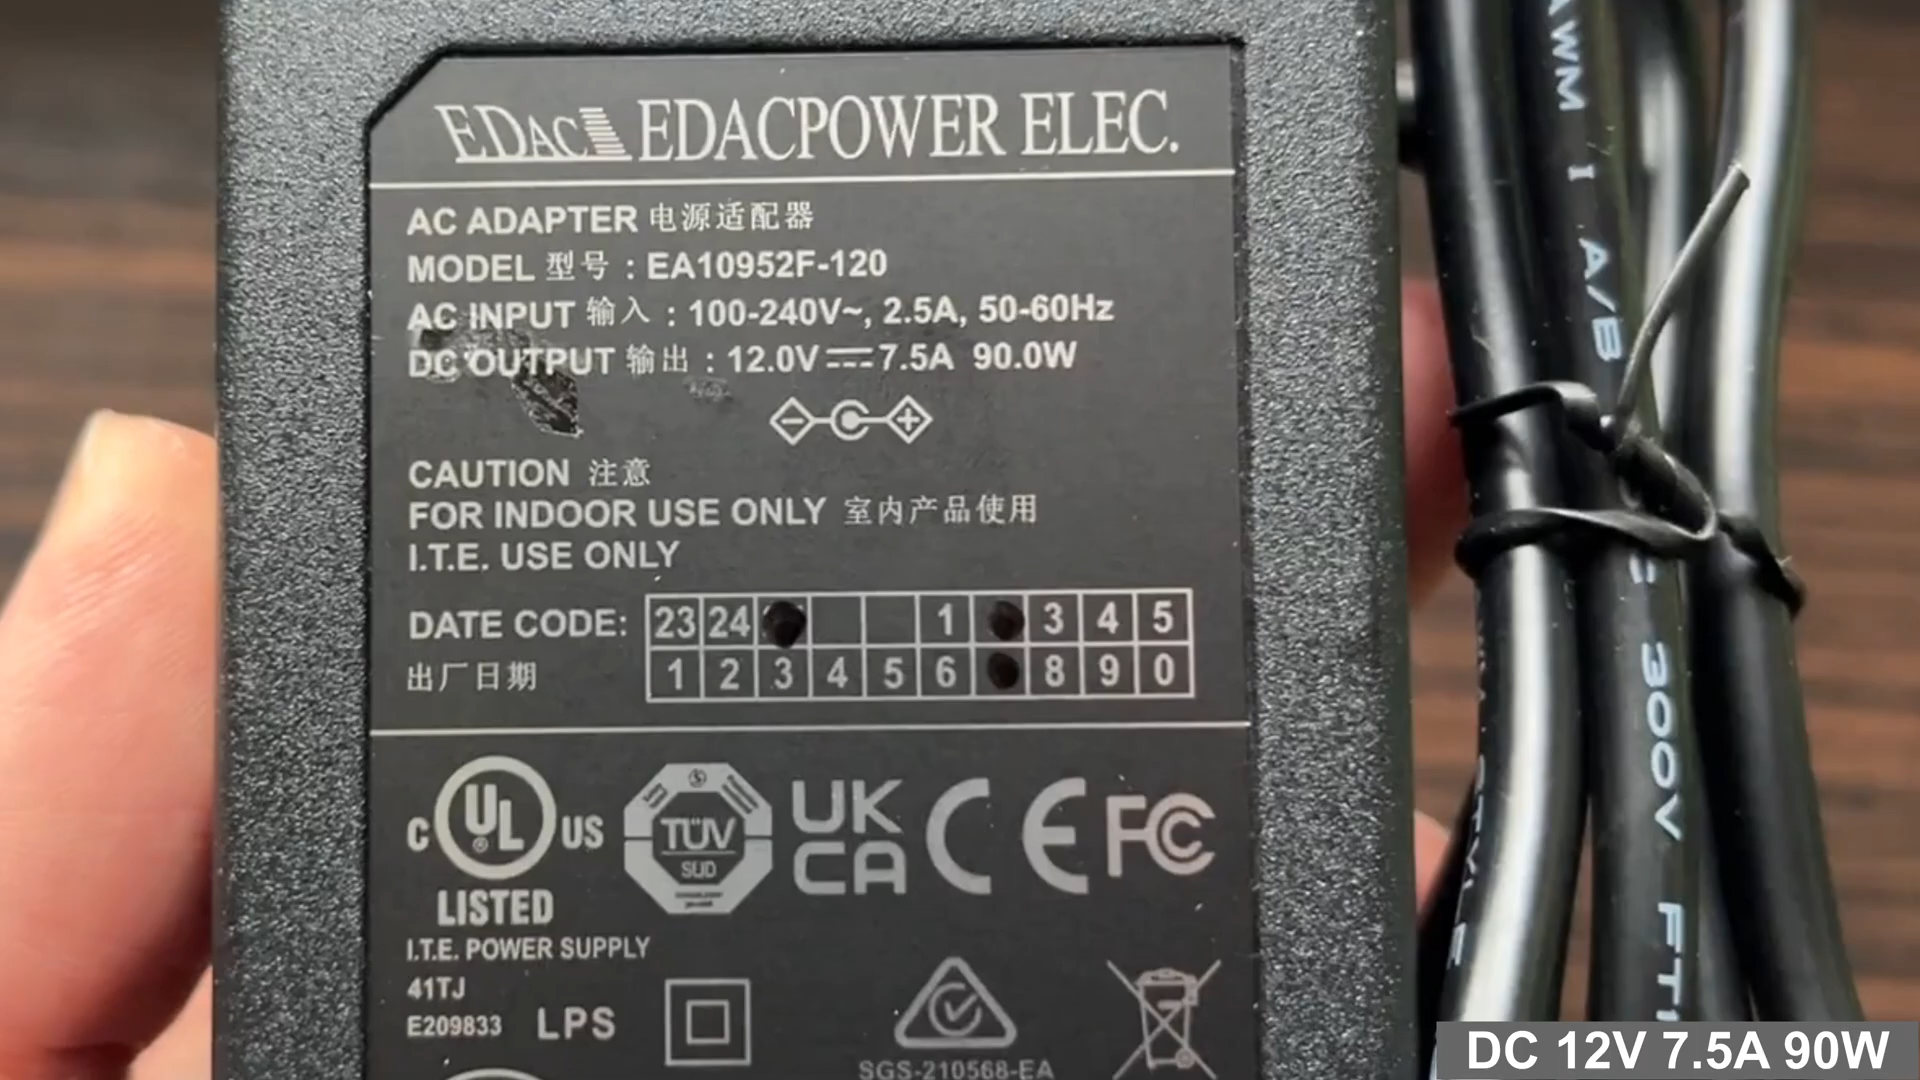 EDAC EDACPOWER ELEC.
AC ADAPTER 电源适配器
MODEL 型号 : EA10952F-120
AC INPUT 输入 : 100-240V~, 2.5A, 50-60Hz
DC OUTPUT 输出 : 12.0V⎓7.5A 90.0W
CAUTION 注意
FOR INDOOR USE ONLY 室内产品使用
I.T.E. USE ONLY
DATE CODE: 23 24 1 3 4 5
出厂日期 1 2 3 4 5 6 8 9 0
C UL ® US
LISTED
TÜV
SÜD
UK
CA
CE
FC
I.T.E. POWER SUPPLY
41TJ
E209833
LPS
SGS-210568-EA
AWM I A/B
300V FT1
DC 12V 7.5A 90W